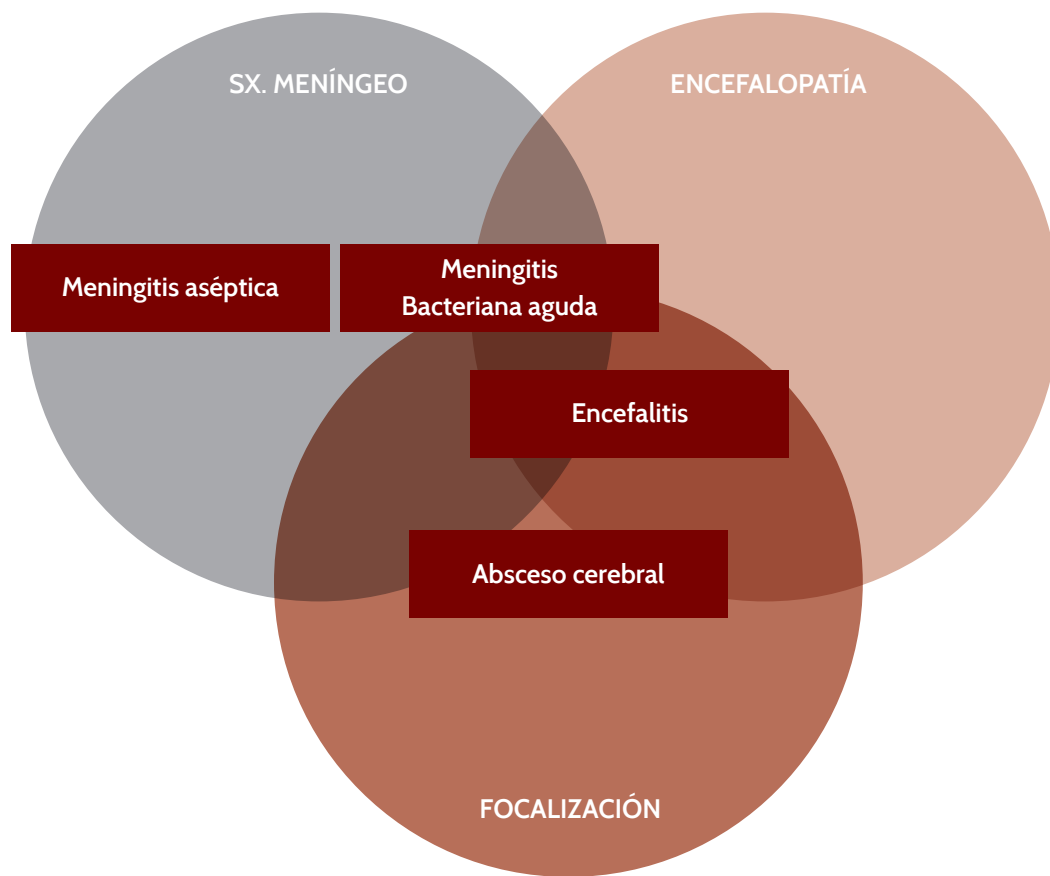 SX. MENÍNGEO
ENCEFALOPATÍA
Meningitis aséptica
Meningitis
Bacteriana aguda
Encefalitis
Absceso cerebral
FOCALIZACIÓN